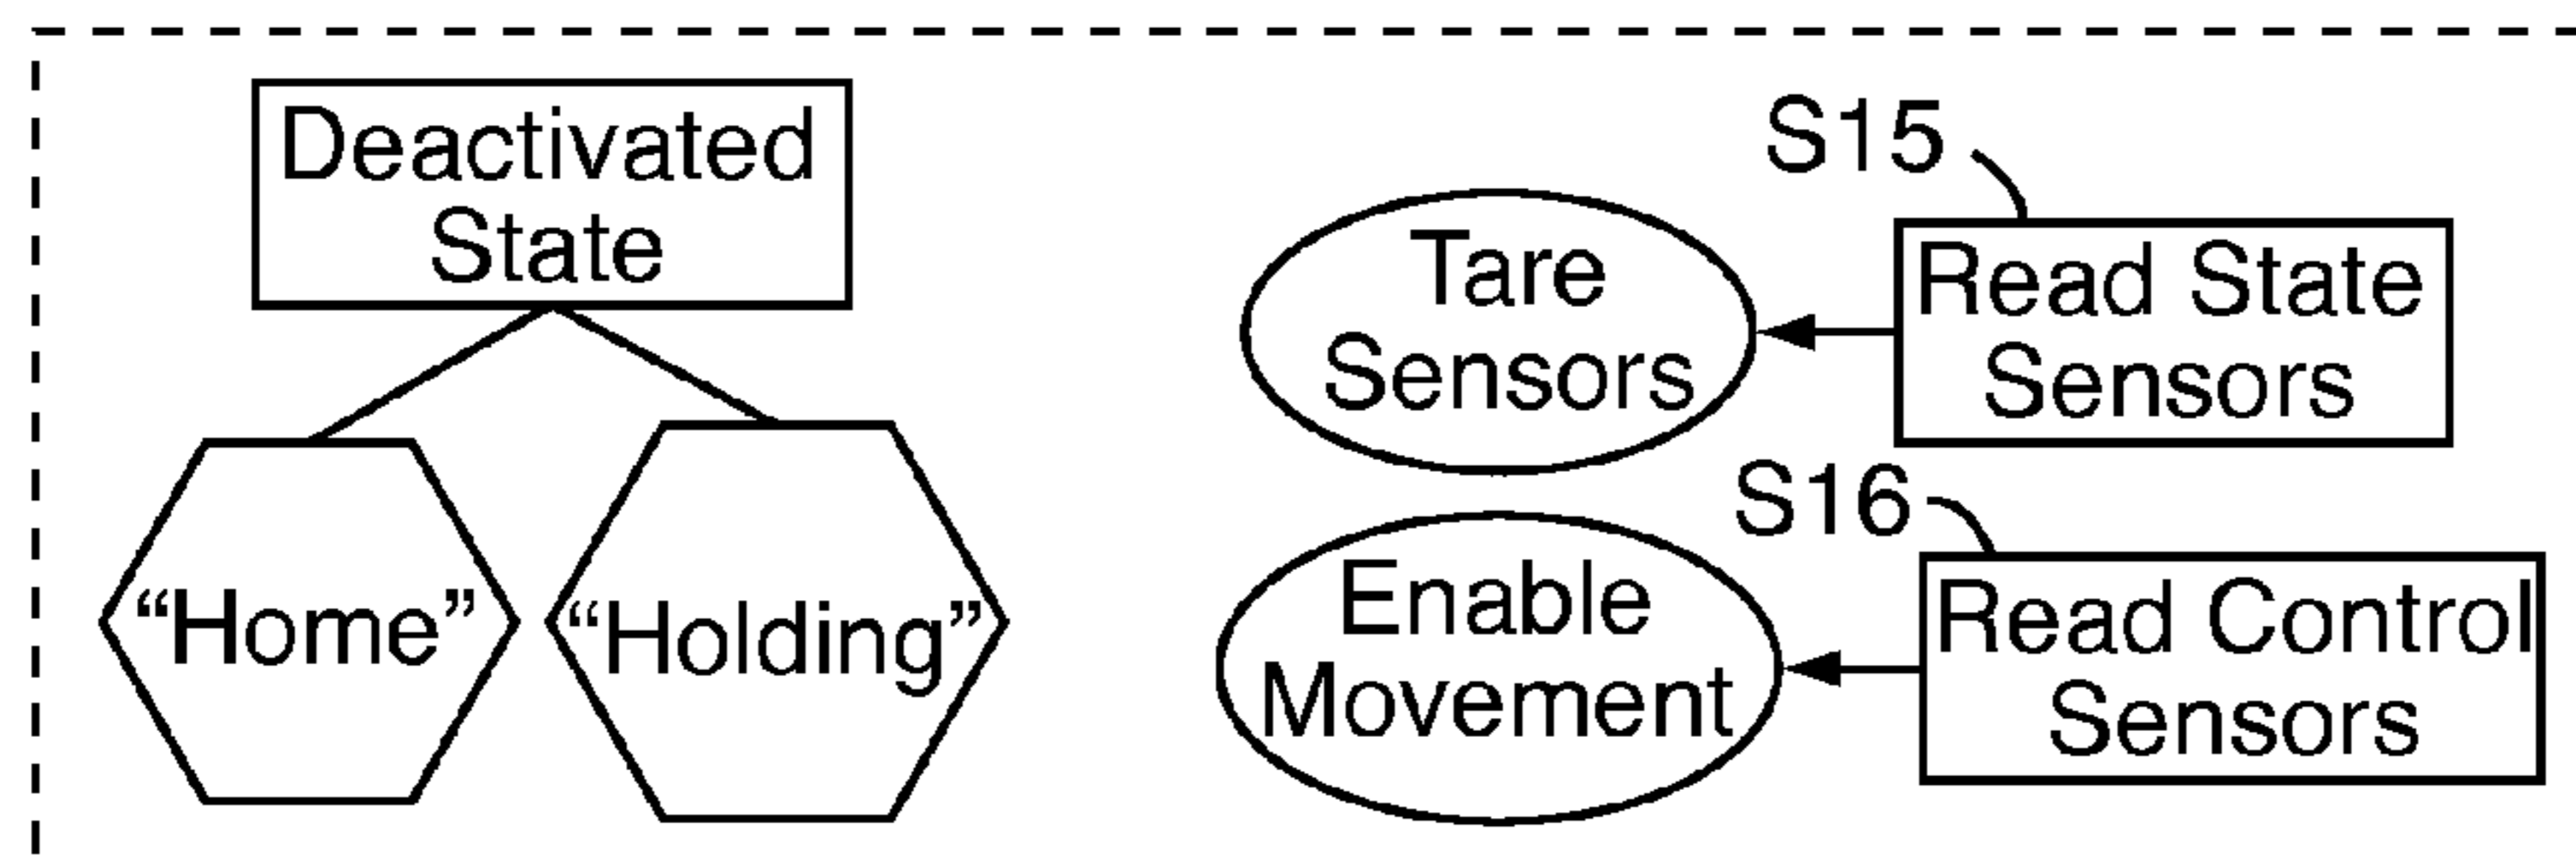 Deactivated
State
“Home”
“Holding”
S15
Tare
Sensors
Read State
Sensors
S16
Enable
Movement
Read Control
Sensors